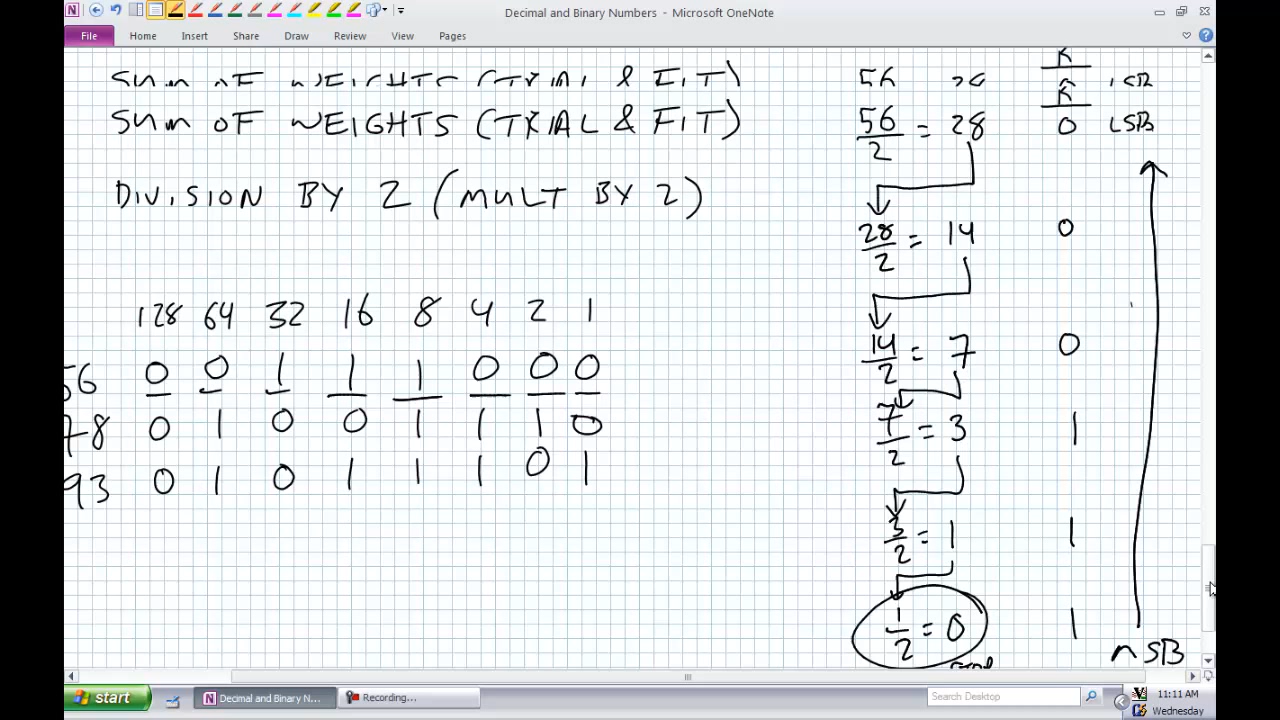 Decimal and Binary Numbers - Microsoft OneNote
File Home Insert Share Draw Review View Pages
SUM OF WEIGHTS (TRIAL & FIT)
DIVISION BY 2 (MULT BY 2)
128 64 32 16 8 4 2 1
56 0 0 1 1 1 0 0 0
78 0 1 0 0 1 1 1 0
93 0 1 0 1 1 1 0 1
R
56/2 = 28 0 LSB
28/2 = 14 0
14/2 = 7 0
7/2 = 3 1
3/2 = 1 1
1/2 = 0 1
MSB
start
Decimal and Binary N...
Recording...
Search Desktop
11:11 AM
Wednesday